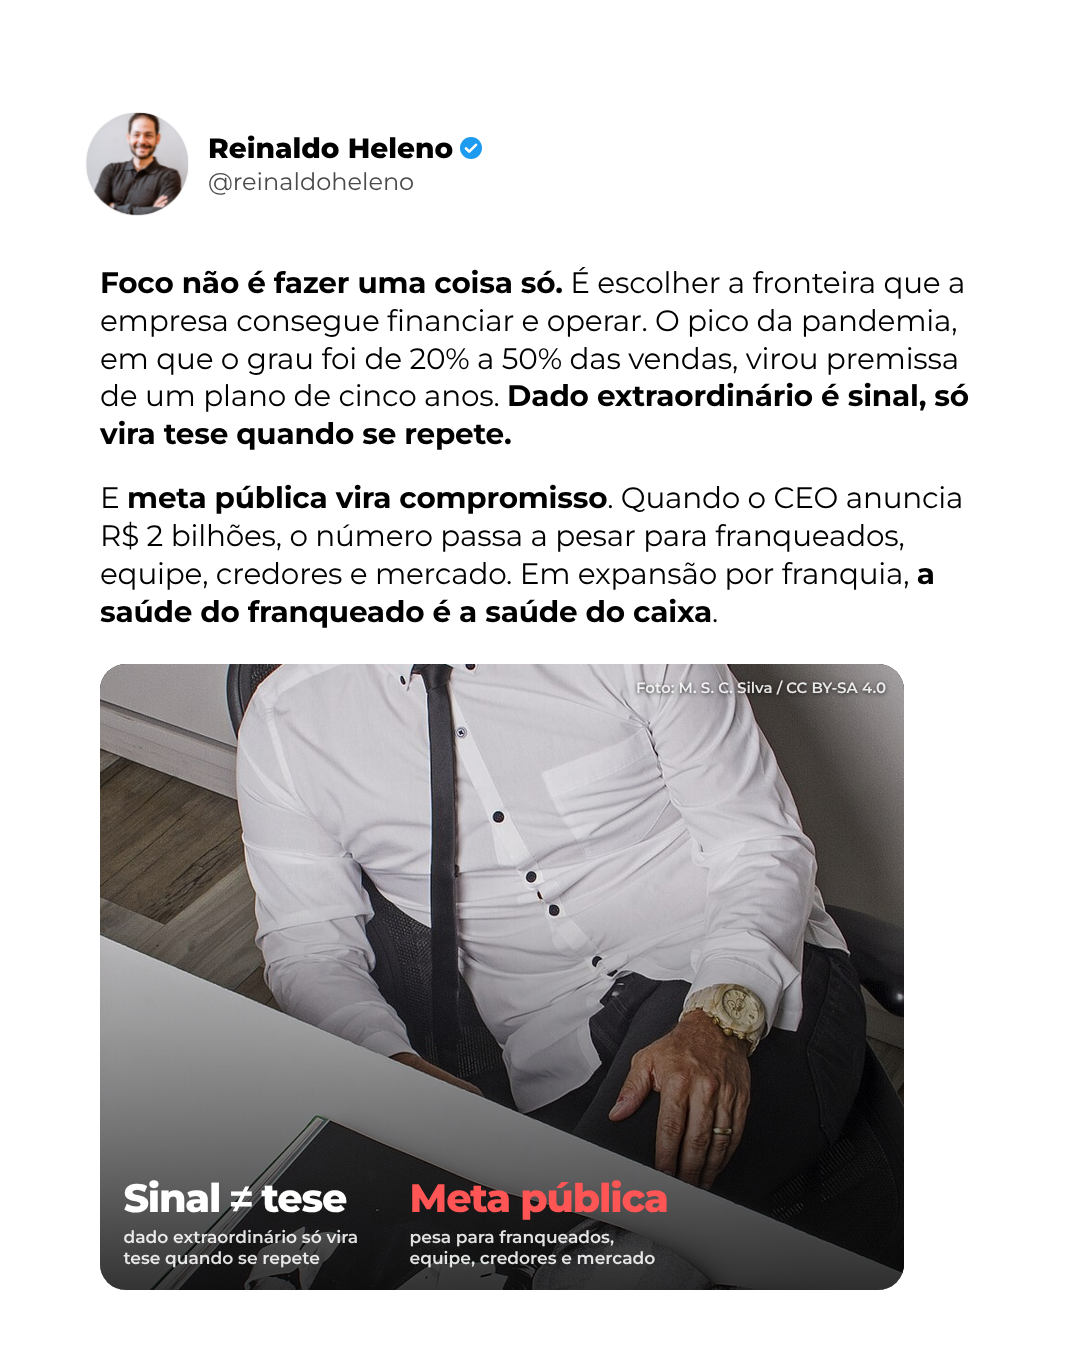 Reinaldo Heleno
@reinaldoheleno
Foco não é fazer uma coisa só. É escolher a fronteira que a
empresa consegue financiar e operar. O pico da pandemia,
em que o grau foi de 20% a 50% das vendas, virou premissa
de um plano de cinco anos. Dado extraordinário é sinal, só
vira tese quando se repete.
E meta pública vira compromisso. Quando o CEO anuncia
R$ 2 bilhões, o número passa a pesar para franqueados,
equipe, credores e mercado. Em expansão por franquia, a
saúde do franqueado é a saúde do caixa.
Foto: M. S. C. Silva / CC BY-SA 4.0
Sinal ≠ tese
dado extraordinário só vira
tese quando se repete
Meta pública
pesa para franqueados,
equipe, credores e mercado